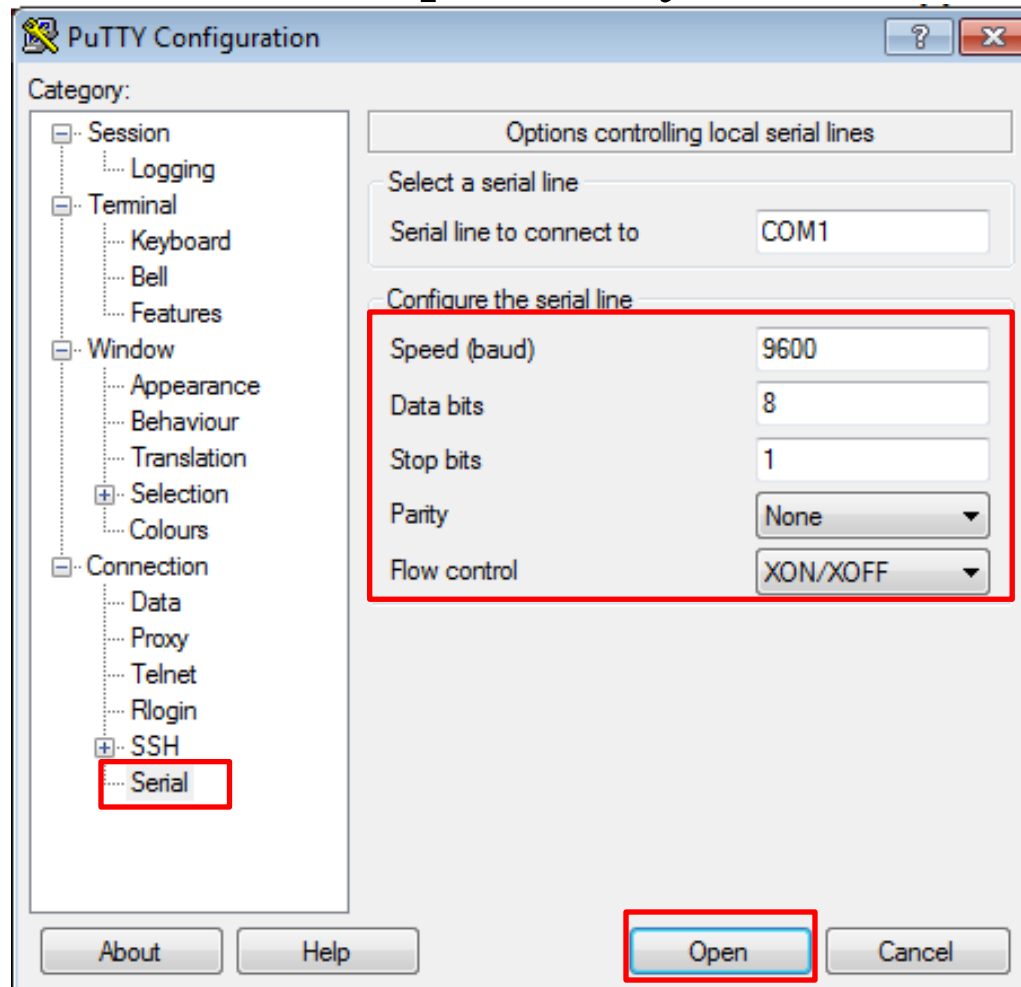 PuTTY Configuration
Category:
Session
Logging
Terminal
Keyboard
Bell
Features
Window
Appearance
Behaviour
Translation
Selection
Colours
Connection
Data
Proxy
Telnet
Rlogin
SSH
Serial
Options controlling local serial lines
Select a serial line
Serial line to connect to COM1
Configure the serial line
Speed (baud) 9600
Data bits 8
Stop bits 1
Parity None
Flow control XON/XOFF
About Help Open Cancel